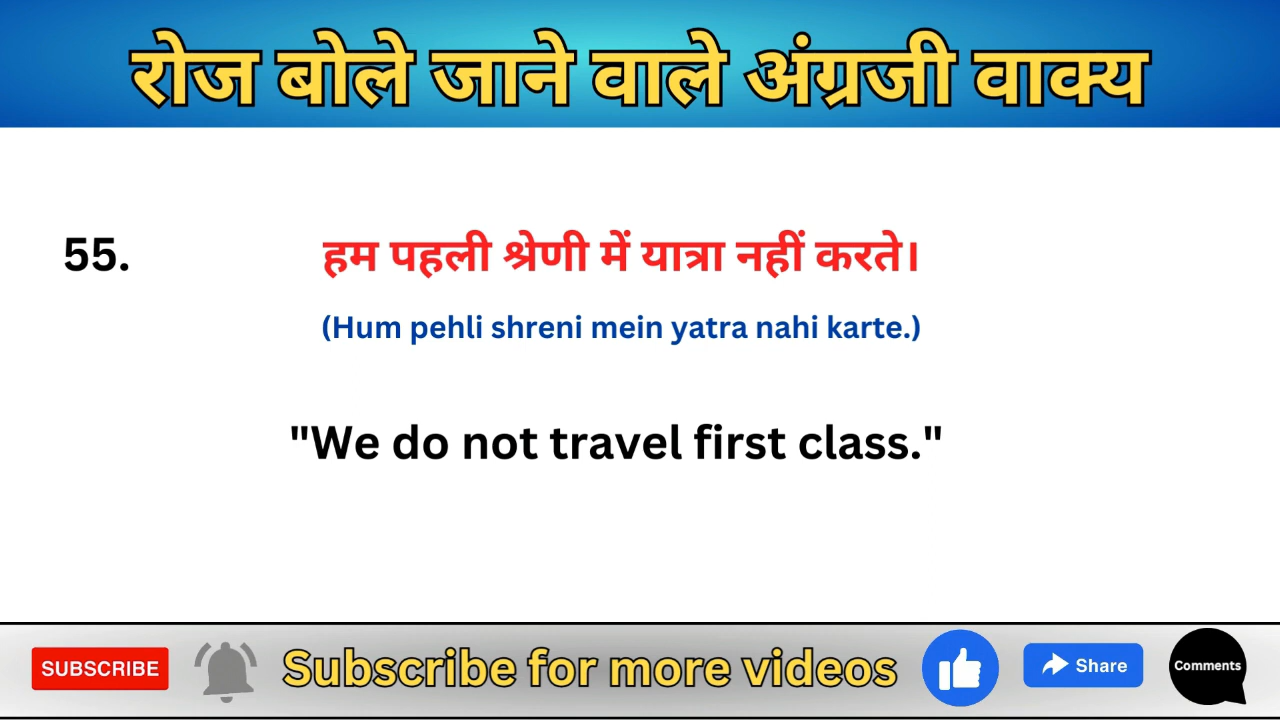 रोज बोले जाने वाले अंग्रजी वाक्य
55. हम पहली श्रेणी में यात्रा नहीं करते।
(Hum pehli shreni mein yatra nahi karte.)
"We do not travel first class."
SUBSCRIBE Subscribe for more videos Share Comments